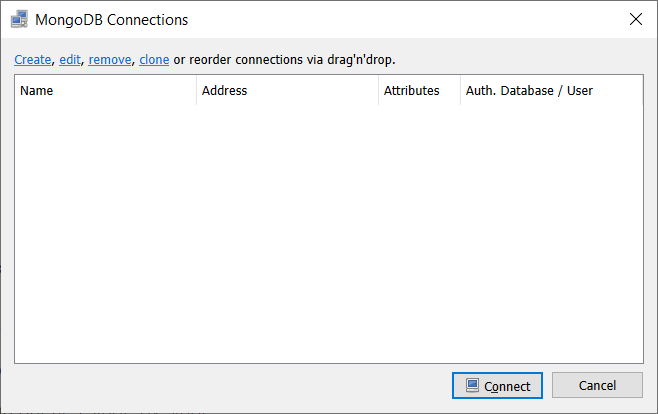 MongoDB Connections
Create, edit, remove, clone or reorder connections via drag'n'drop.
Name Address Attributes Auth. Database / User
Connect Cancel